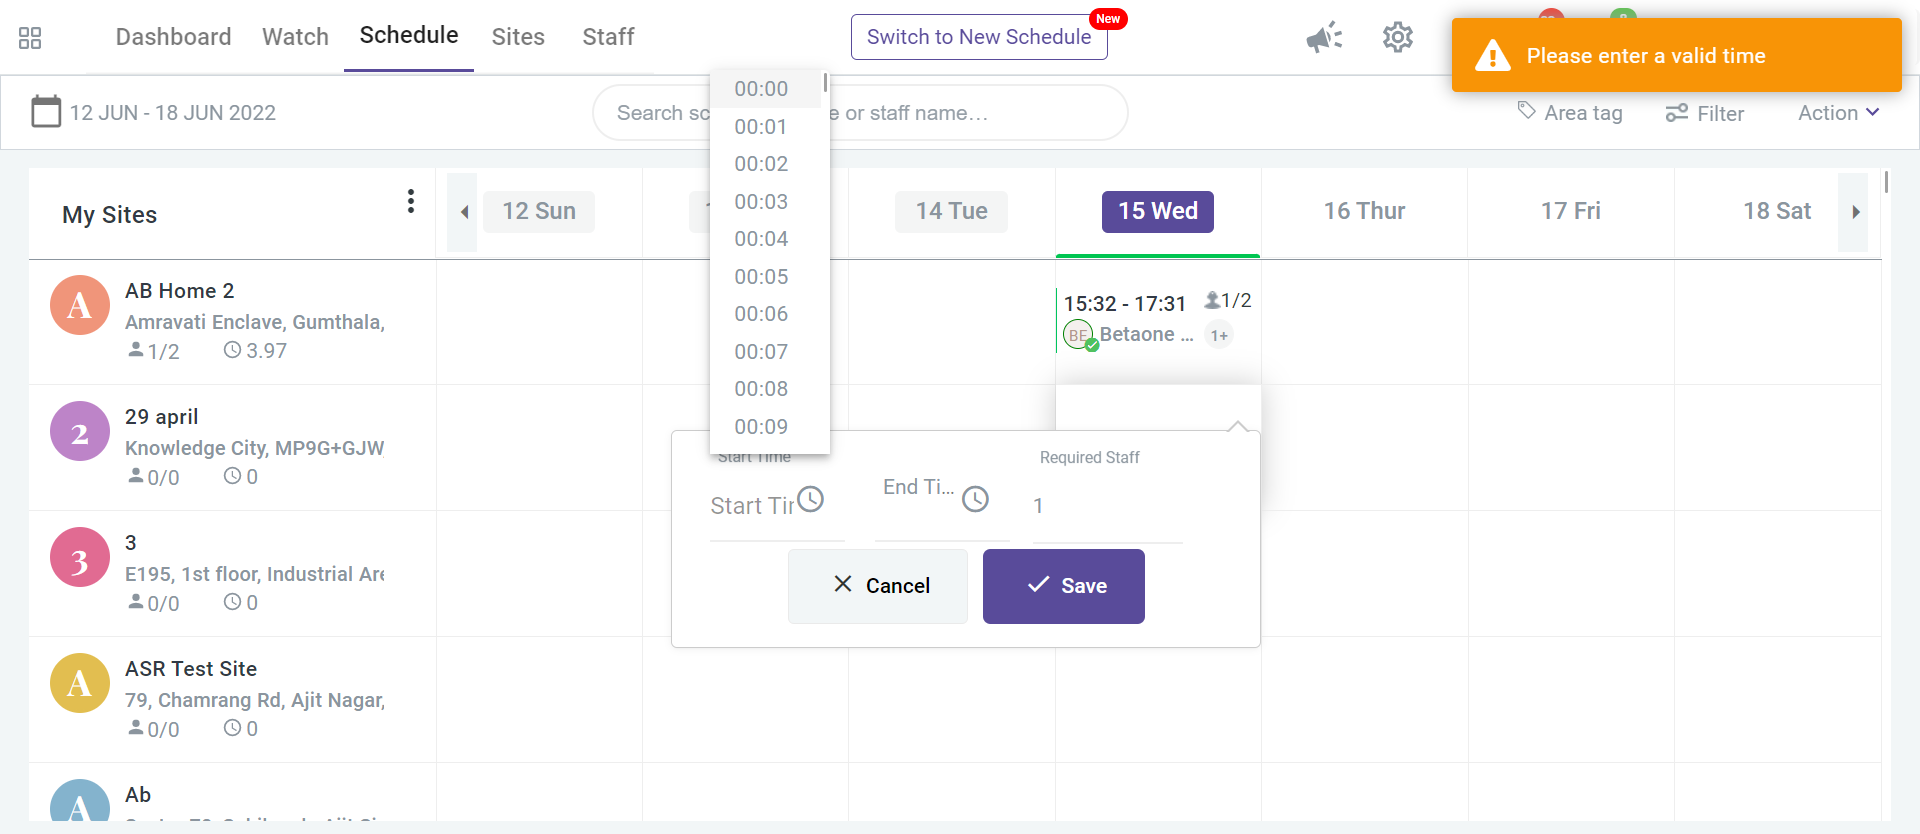 Dashboard
Watch
Schedule
Sites
Staff
Switch to New Schedule
New
Please enter a valid time
12 JUN - 18 JUN 2022
Search sc
e or staff name...
Area tag
Filter
Action
My Sites
12 Sun
14 Tue
15 Wed
16 Thur
17 Fri
18 Sat
00:00
00:01
00:02
00:03
00:04
00:05
00:06
00:07
00:08
00:09
A
AB Home 2
Amravati Enclave, Gumthala,
1/2
3.97
15:32 - 17:31
1/2
BE
Betaone ...
1+
2
29 april
Knowledge City, MP9G+GJW,
0/0
0
Start Time
Start Tir
End Ti...
Required Staff
1
Cancel
Save
3
3
E195, 1st floor, Industrial Are
0/0
0
A
ASR Test Site
79, Chamrang Rd, Ajit Nagar,
0/0
0
A
Ab